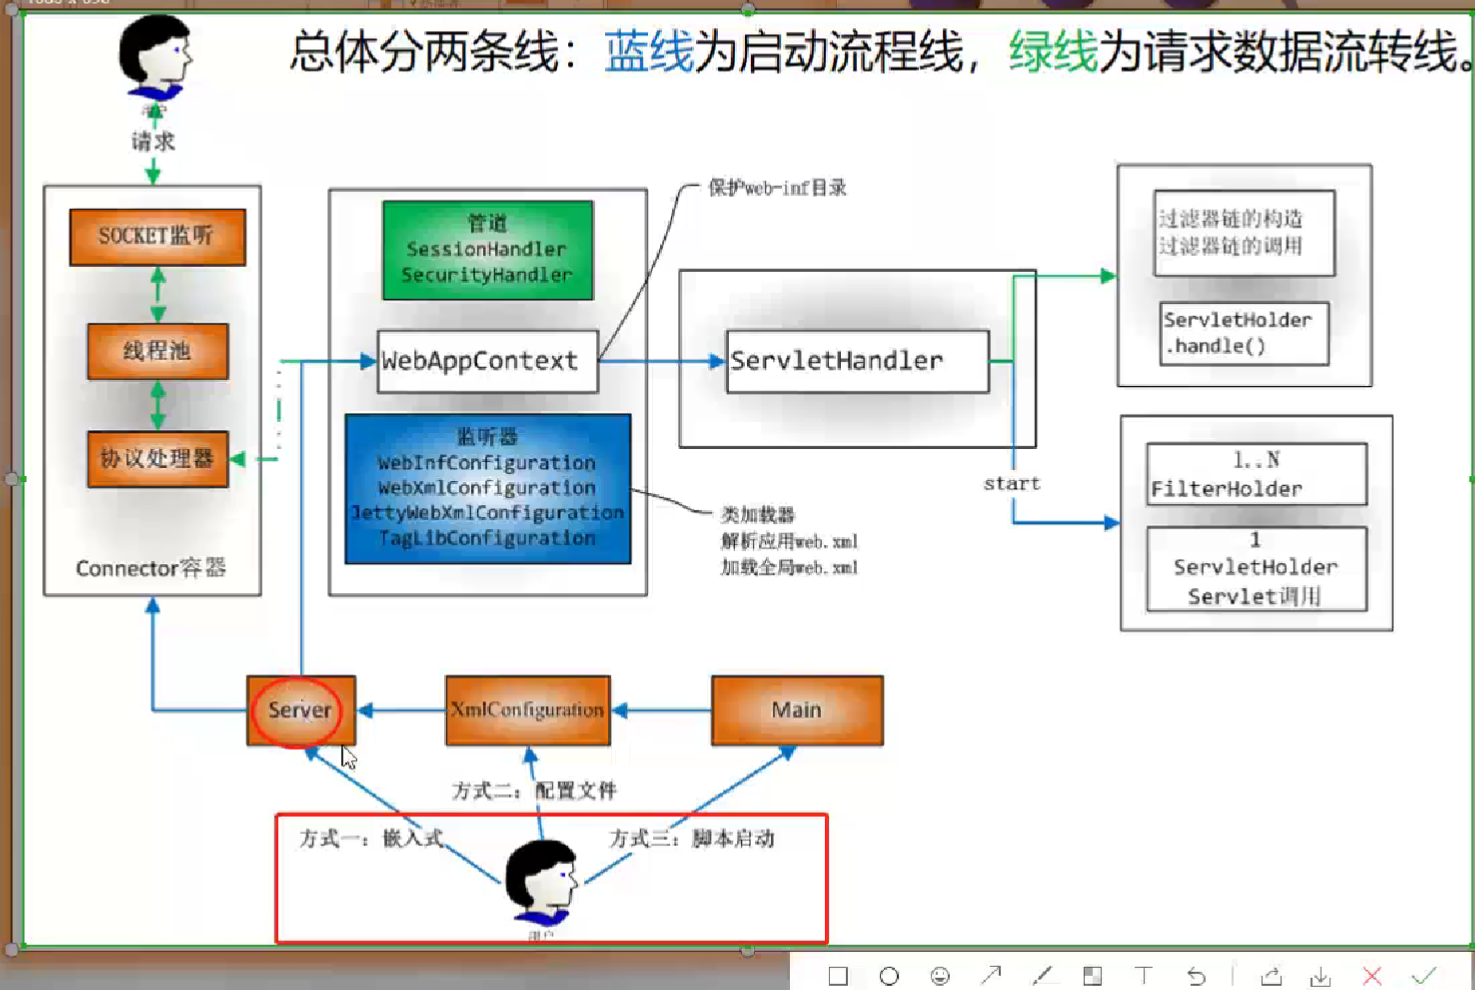 总体分两条线：蓝线为启动流程线，绿线为请求数据流转线。
请求
SOCKET监听
线程池
协议处理器
Connector容器
管道
SessionHandler
SecurityHandler
WebAppContext
监听器
WebInfConfiguration
WebXmlConfiguration
JettyWebXmlConfiguration
TagLibConfiguration
保护web-inf目录
类加载器
解析应用web.xml
加载全局web.xml
ServletHandler
start
过滤器链的构造
过滤器链的调用
ServletHolder
.handle()
1..N
FilterHolder
1
ServletHolder
Servlet调用
Server
XmlConfiguration
Main
方式二：配置文件
方式一：嵌入式
方式三：脚本启动
用户